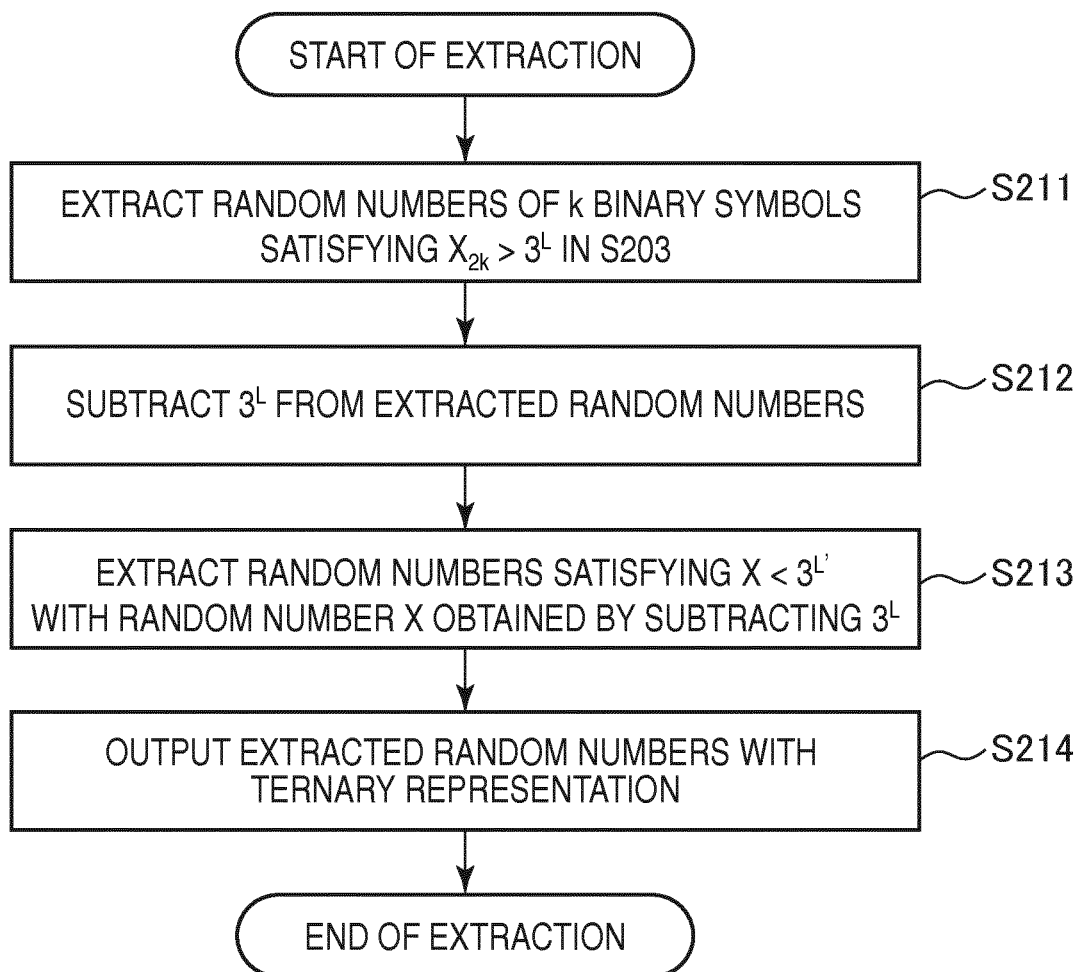 START OF EXTRACTION
EXTRACT RANDOM NUMBERS OF k BINARY SYMBOLS
SATISFYING X₂ₖ > 3ᴸ IN S203
S211
SUBTRACT 3ᴸ FROM EXTRACTED RANDOM NUMBERS
S212
EXTRACT RANDOM NUMBERS SATISFYING X < 3ᴸ'
WITH RANDOM NUMBER X OBTAINED BY SUBTRACTING 3ᴸ
S213
OUTPUT EXTRACTED RANDOM NUMBERS WITH
TERNARY REPRESENTATION
S214
END OF EXTRACTION